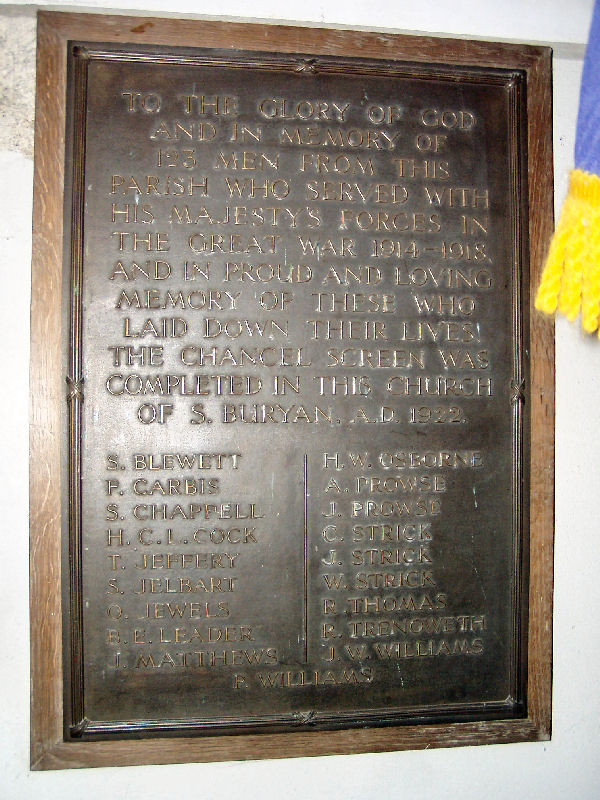 TO THE GLORY OF GOD
AND IN MEMORY OF
123 MEN FROM THIS
PARISH WHO SERVED WITH
HIS MAJESTY'S FORCES IN
THE GREAT WAR 1914-1918,
AND IN PROUD AND LOVING
MEMORY OF THESE WHO
LAID DOWN THEIR LIVES.
THE CHANCEL SCREEN WAS
COMPLETED IN THIS CHURCH
OF S. BURYAN, A.D. 1922.
S. BLEWETT
P. CARBIS
S. CHAPPELL
H. C. L. COCK
T. JEFFERY
S. JELBART
O. JEWELS
B. E. LEADER
J. MATTHEWS
H. W. OSBORNE
A. PROWSE
J. PROWSE
C. STRICK
J. STRICK
W. STRICK
R. THOMAS
R. TRENOWETH
J. W. WILLIAMS
P. WILLIAMS